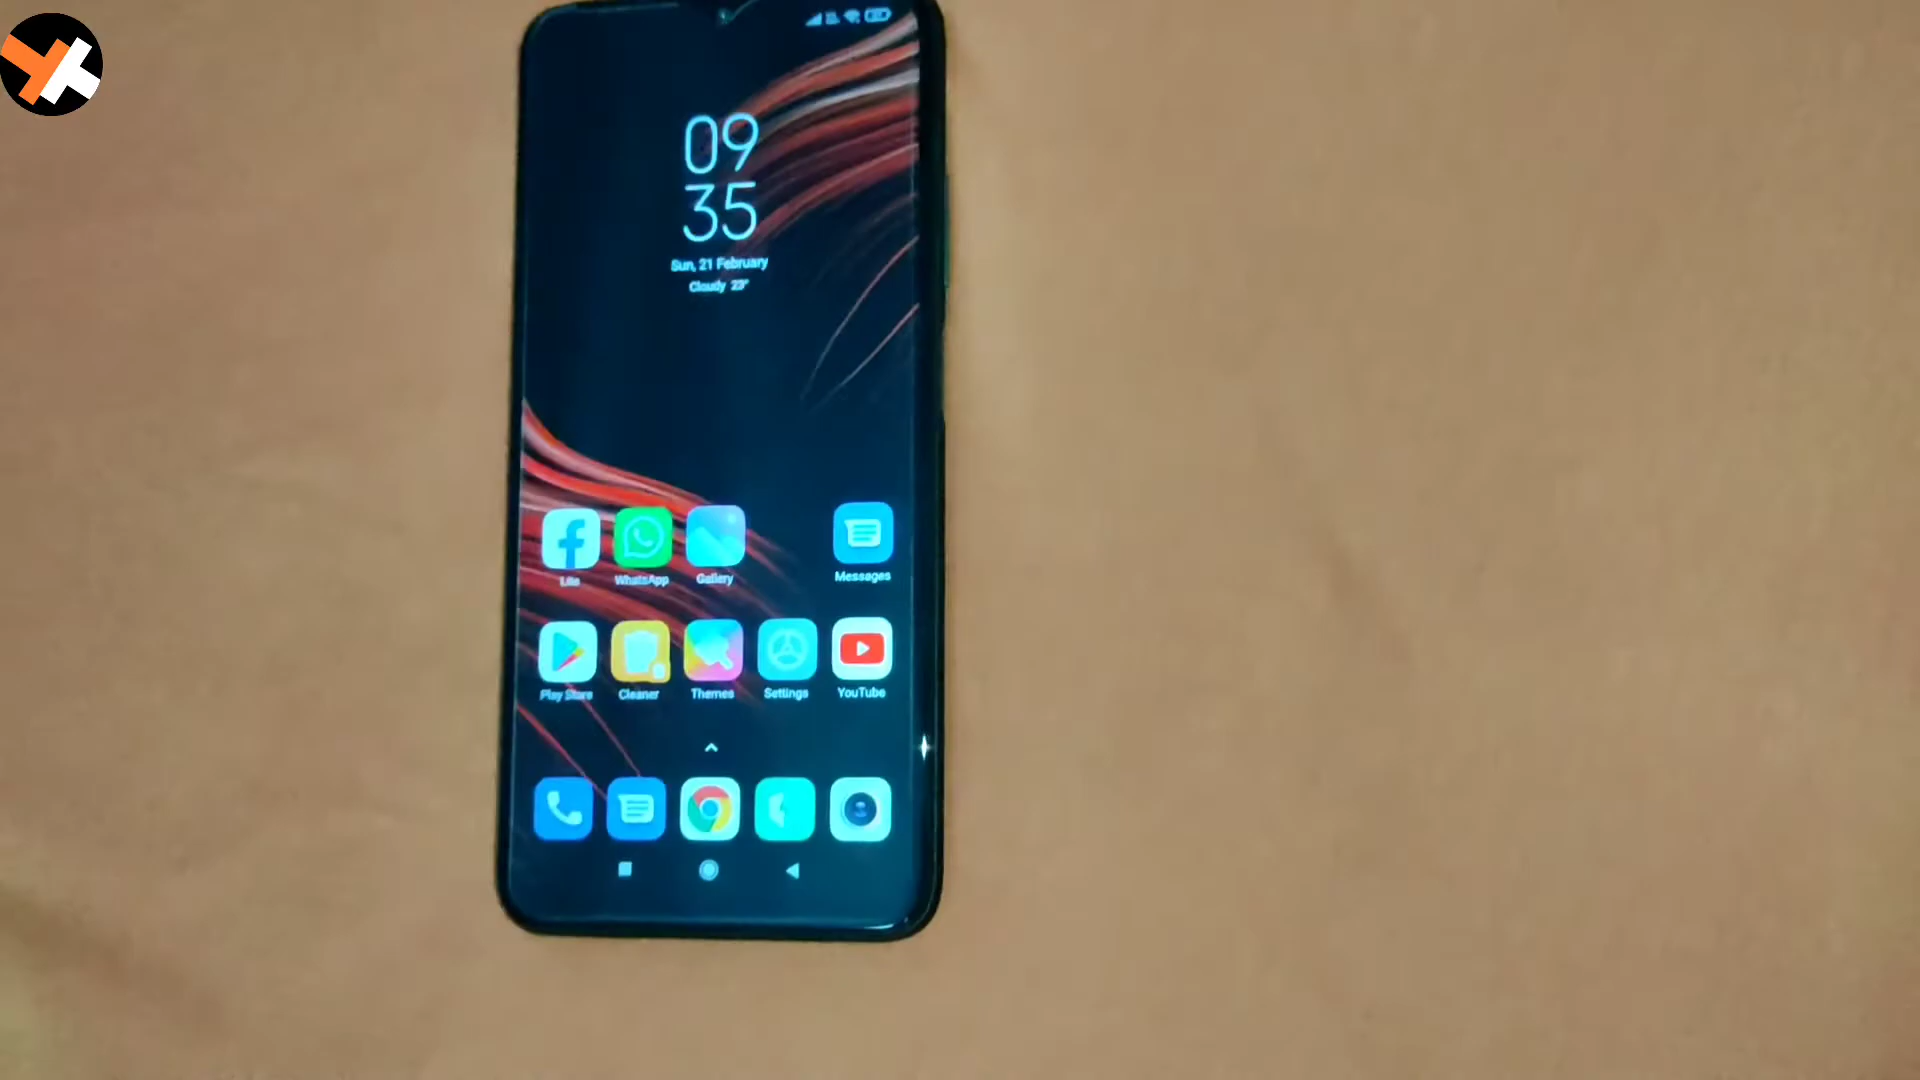 09
35
Sun, 21 February
Cloudy 23°
Lite
WhatsApp
Gallery
Messages
Play Store
Cleaner
Themes
Settings
YouTube